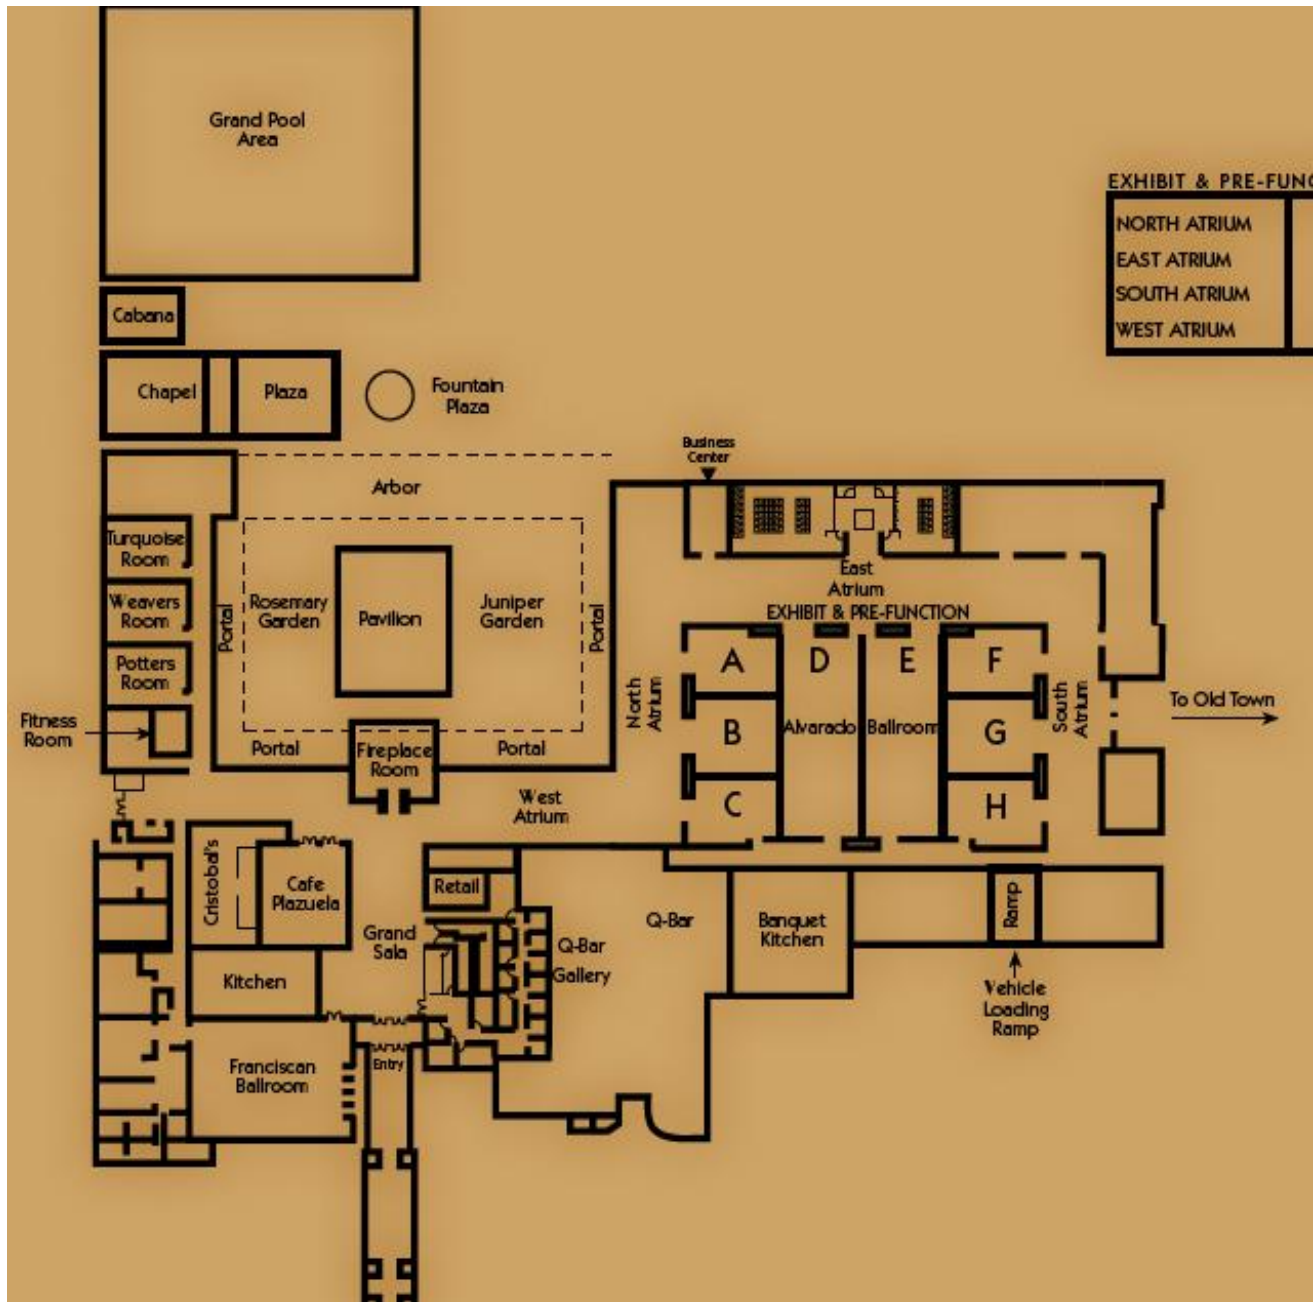 Grand Pool
Area
EXHIBIT & PRE-FUNC
NORTH ATRIUM
EAST ATRIUM
SOUTH ATRIUM
WEST ATRIUM
Cabana
Chapel
Plaza
Fountain
Plaza
Business
Center
Arbor
Turquoise
Room
Weavers
Room
Potters
Room
Fitness
Room
Portal
Rosemary
Garden
Pavilion
Juniper
Garden
Portal
Portal
Fireplace
Room
Portal
North
Atrium
East
Atrium
EXHIBIT & PRE-FUNCTION
A
B
C
D
Alvarado
E
Ballroom
F
G
H
South
Atrium
To Old Town
West
Atrium
Cristobal's
Cafe
Plazuela
Retail
Grand
Sala
Q-Bar
Gallery
Q-Bar
Banquet
Kitchen
Ramp
Vehicle
Loading
Ramp
Kitchen
Franciscan
Ballroom
Entry